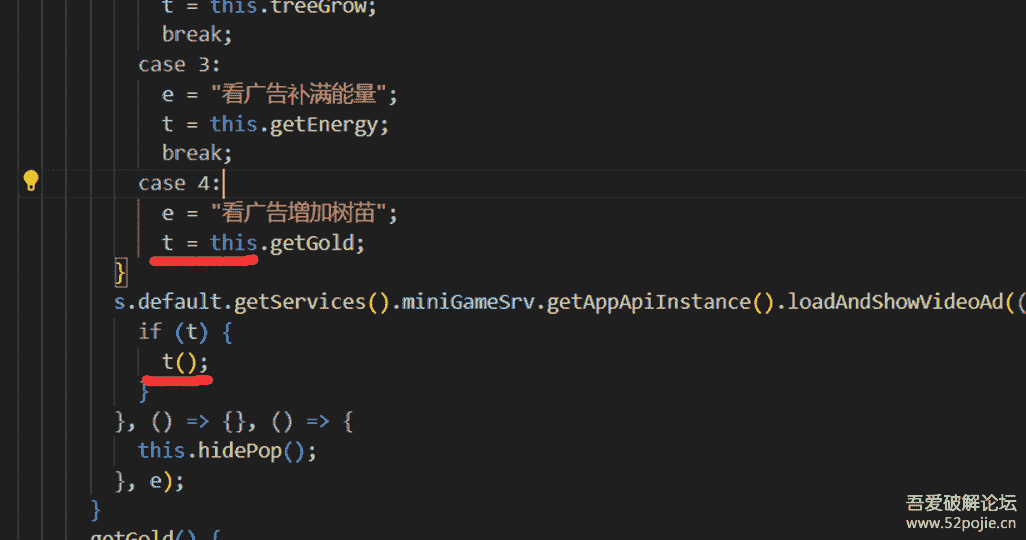 t = this.treeGrow;
break;
case 3:
e = "看广告补满能量";
t = this.getEnergy;
break;
case 4:
e = "看广告增加树苗";
t = this.getGold;
}
s.default.getServices().miniGameSrv.getAppApiInstance().loadAndShowVideoAd((
if (t) {
t();
}
}, () => {}, () => {
this.hidePop();
}, e);
}
getGold() {
吾爱破解论坛
www.52pojie.cn